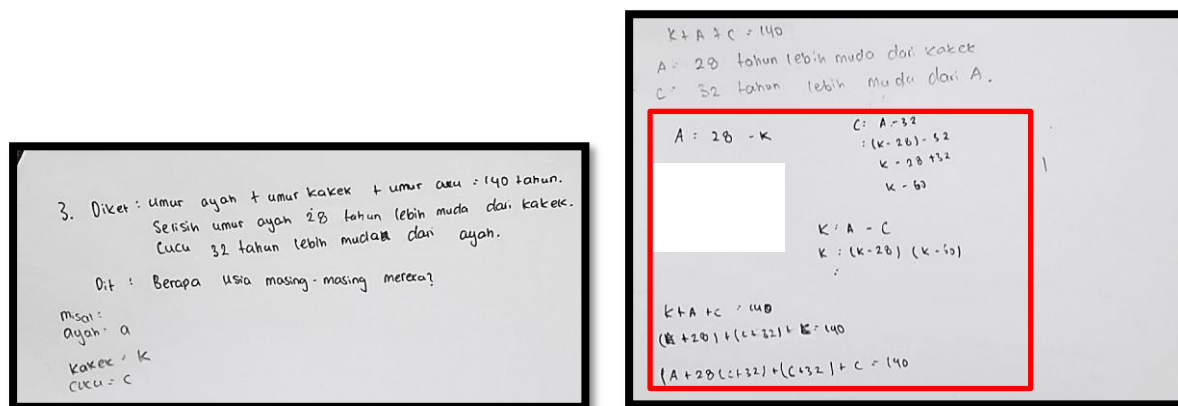 3. Diket : umur ayah + umur kakek + umur cucu = 140 tahun.
Selisih umur ayah 28 tahun lebih muda dari kakek.
Cucu 32 tahun lebih muda dari ayah.
Dit : Berapa usia masing-masing mereka?
misal :
ayah = a
kakek = K
cucu = C
K + A + C = 140
A = 28 tahun lebih muda dari kakek
C = 32 tahun lebih muda dari A.
A = 28 - K
C = A - 32
= (K - 28) - 32
K - 28 + 32
K - 60
K = A - C
K = (K - 28) (K - 60)
:
K + A + C = 140
( + 28) + (C + 32) + = 140
(A + 28 (C + 32) + (C + 32) + C = 140